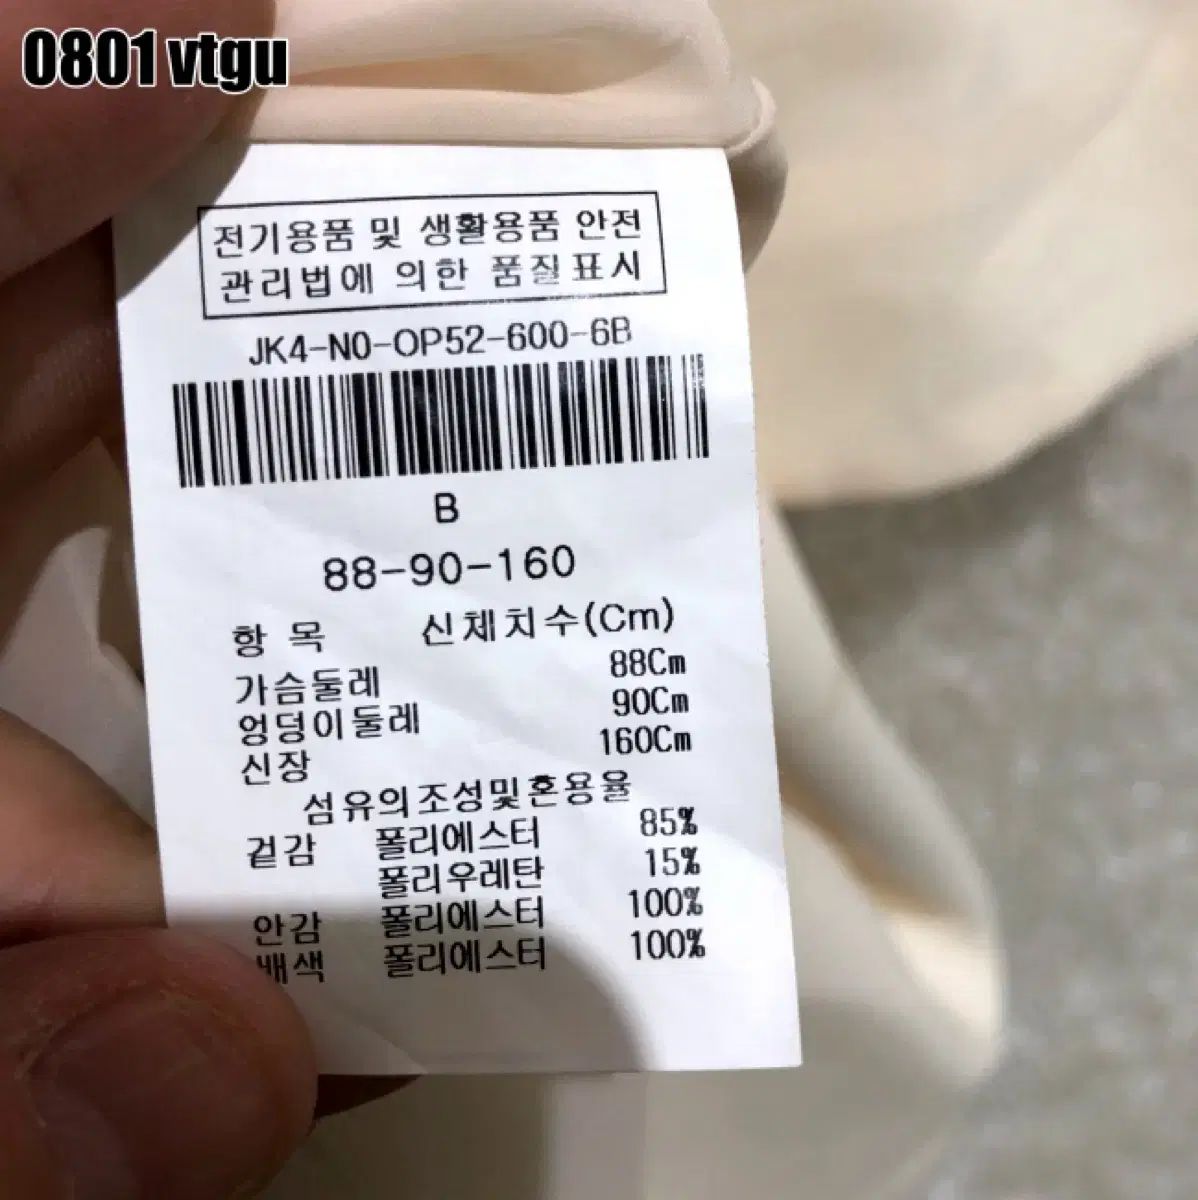 0801 vtgu
전기용품 및 생활용품 안전
관리법에 의한 품질표시
JK4-N0-OP52-600-6B
B
88-90-160
항 목 신체치수(Cm)
가슴둘레 88Cm
엉덩이둘레 90Cm
신장 160Cm
섬유의조성및혼용율
겉감 폴리에스터 85%
폴리우레탄 15%
안감 폴리에스터 100%
배색 폴리에스터 100%